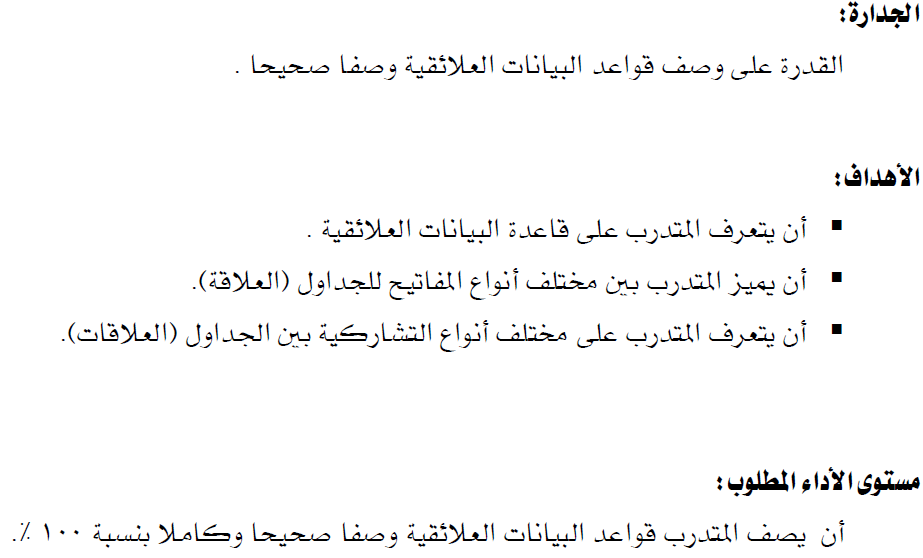 الجدارة:
القدرة على وصف قواعد البيانات العلائقية وصفا صحيحا .
الأهداف:
▪ أن يتعرف المتدرب على قاعدة البيانات العلائقية .
▪ أن يميز المتدرب بين مختلف أنواع المفاتيح للجداول (العلاقة).
▪ أن يتعرف المتدرب على مختلف أنواع التشاركية بين الجداول (العلاقات).
مستوى الأداء المطلوب:
أن يصف المتدرب قواعد البيانات العلائقية وصفا صحيحا وكاملا بنسبة ١٠٠ ٪.